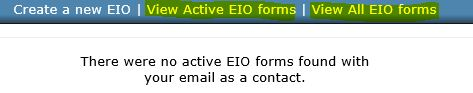 Create a new EIO | View Active EIO forms | View All EIO forms
There were no active EIO forms found with
your email as a contact.